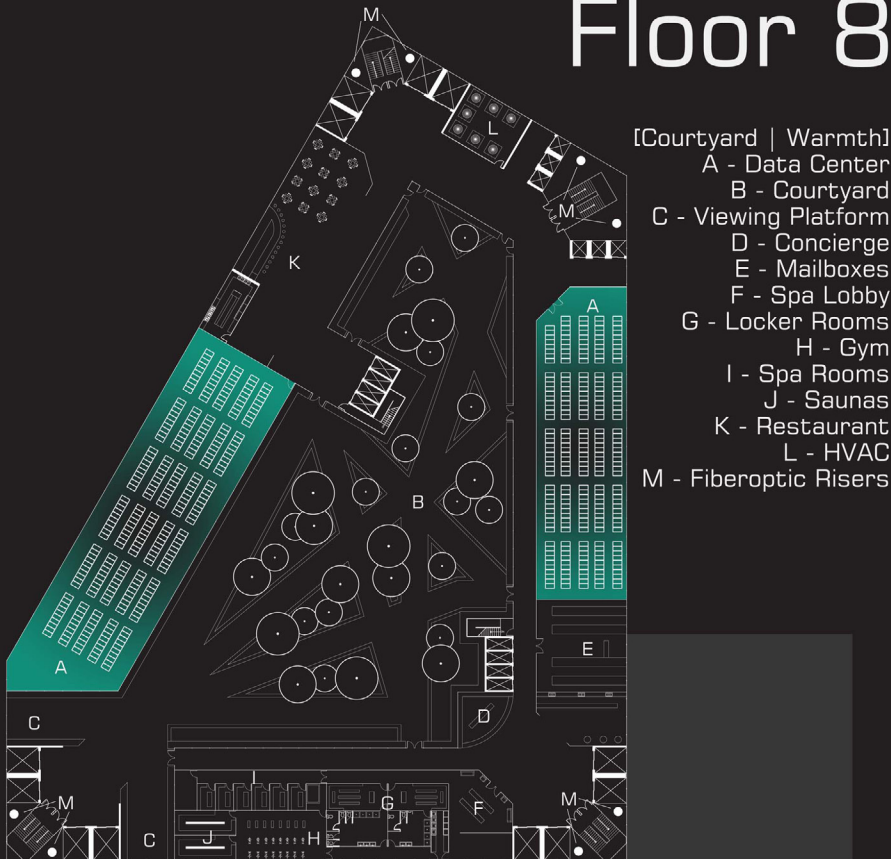 Floor 8
[Courtyard | Warmth]
A - Data Center
B - Courtyard
C - Viewing Platform
D - Concierge
E - Mailboxes
F - Spa Lobby
G - Locker Rooms
H - Gym
I - Spa Rooms
J - Saunas
K - Restaurant
L - HVAC
M - Fiberoptic Risers
M
L
M
K
A
B
A
E
C
D
I
M
G
F
M
C
J
H